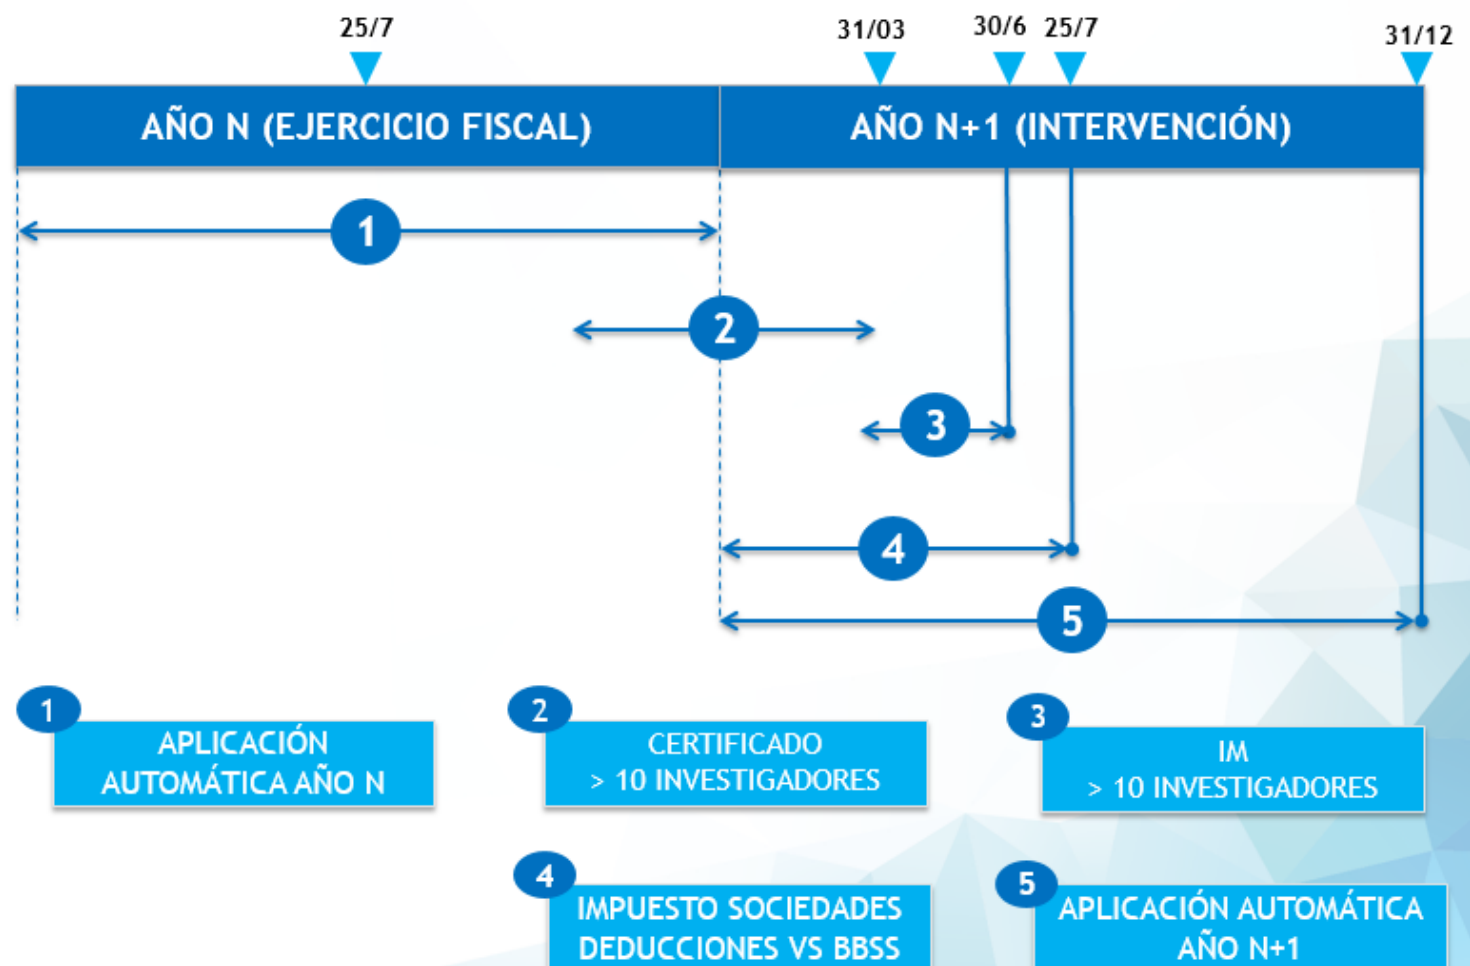 25/7
31/03
30/6
25/7
31/12
AÑO N (EJERCICIO FISCAL)
AÑO N+1 (INTERVENCIÓN)
1
2
3
4
5
1
APLICACIÓN
AUTOMÁTICA AÑO N
2
CERTIFICADO
> 10 INVESTIGADORES
3
IM
> 10 INVESTIGADORES
4
IMPUESTO SOCIEDADES
DEDUCCIONES VS BBSS
5
APLICACIÓN AUTOMÁTICA
AÑO N+1